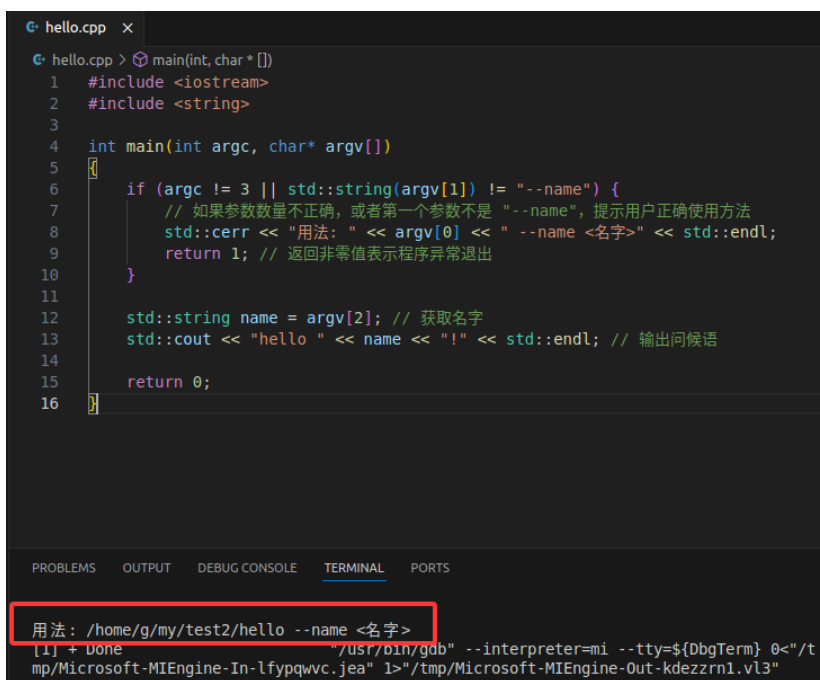 hello.cpp ×
hello.cpp > main(int, char * [])
1 #include <iostream>
2 #include <string>
3
4 int main(int argc, char* argv[])
5 {
6 if (argc != 3 || std::string(argv[1]) != "--name") {
7 // 如果参数数量不正确，或者第一个参数不是 "--name"，提示用户正确使用方法
8 std::cerr << "用法: " << argv[0] << " --name <名字>" << std::endl;
9 return 1; // 返回非零值表示程序异常退出
10 }
11
12 std::string name = argv[2]; // 获取名字
13 std::cout << "hello " << name << "!" << std::endl; // 输出问候语
14
15 return 0;
16 }
PROBLEMS OUTPUT DEBUG CONSOLE TERMINAL PORTS
用法: /home/g/my/test2/hello --name <名字>
[1] + Done "/usr/bin/gdb" --interpreter=mi --tty=${DbgTerm} 0<"/t
mp/Microsoft-MIEngine-In-lfypqwvc.jea" 1>"/tmp/Microsoft-MIEngine-Out-kdezzrn1.vl3"